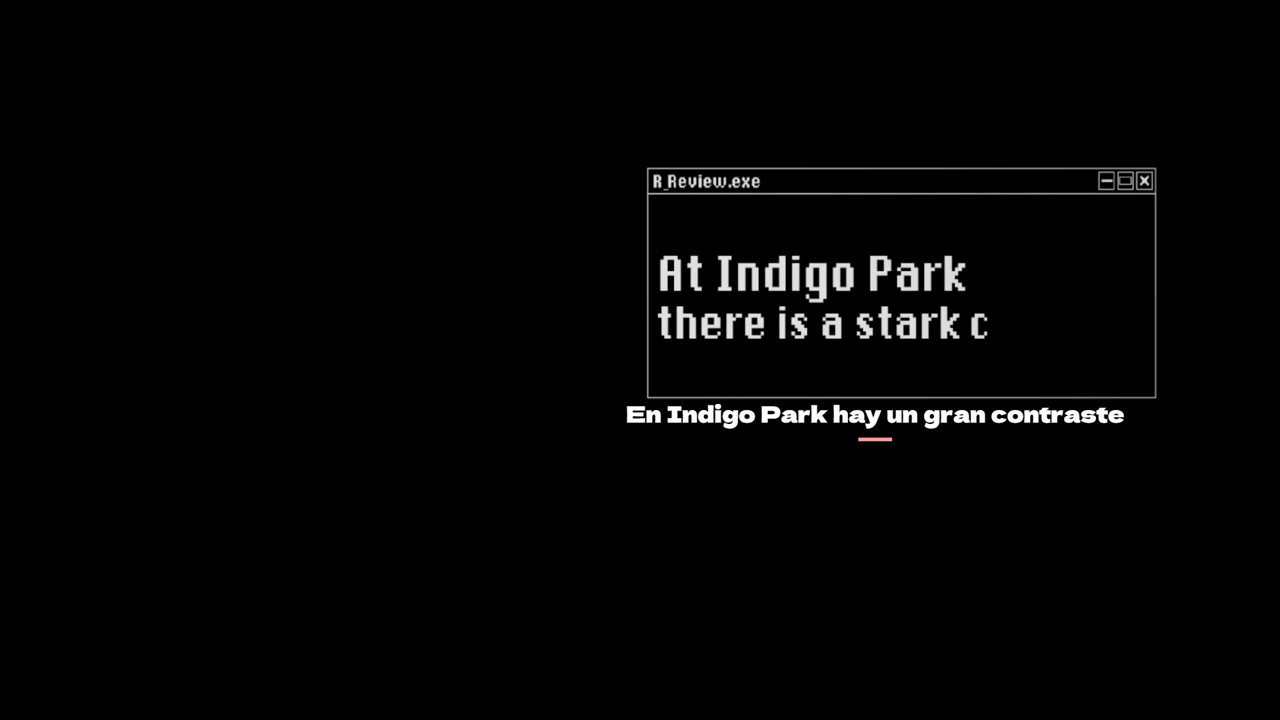 R_Review.exe
At Indigo Park
there is a stark c
En Indigo Park hay un gran contraste